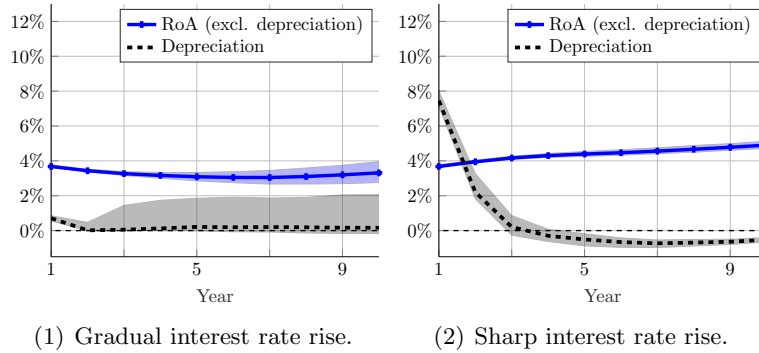 RoA (excl. depreciation)
Depreciation
12%
10%
8%
6%
4%
2%
0%
1 5 9
Year
(1) Gradual interest rate rise.
RoA (excl. depreciation)
Depreciation
12%
10%
8%
6%
4%
2%
0%
1 5 9
Year
(2) Sharp interest rate rise.